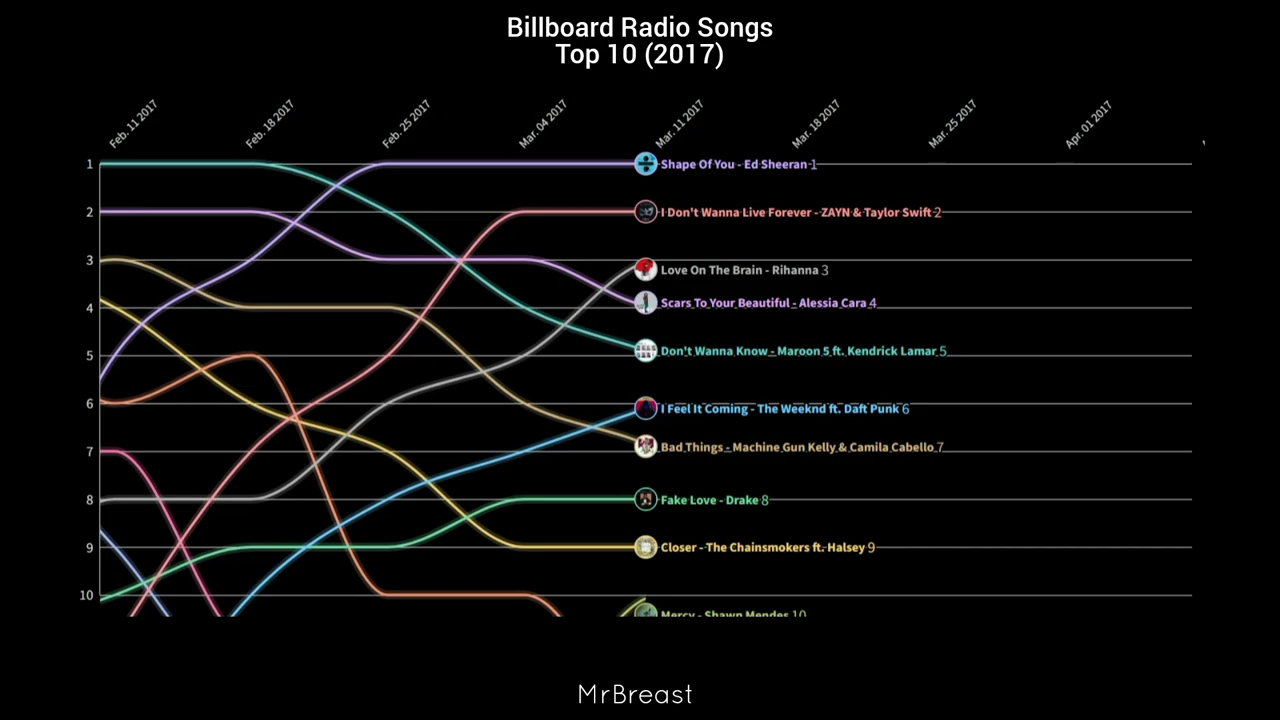 Billboard Radio Songs
Top 10 (2017)
Feb. 11 2017
Feb. 18 2017
Feb. 25 2017
Mar. 04 2017
Mar. 11 2017
Mar. 18 2017
Mar. 25 2017
Apr. 01 2017
1 Shape Of You - Ed Sheeran 1
2 I Don't Wanna Live Forever - ZAYN & Taylor Swift 2
3 Love On The Brain - Rihanna 3
4 Scars To Your Beautiful - Alessia Cara 4
5 Don't Wanna Know - Maroon 5 ft. Kendrick Lamar 5
6 I Feel It Coming - The Weeknd ft. Daft Punk 6
7 Bad Things - Machine Gun Kelly & Camila Cabello 7
8 Fake Love - Drake 8
9 Closer - The Chainsmokers ft. Halsey 9
10 Mercy - Shawn Mendes 10
MrBreast